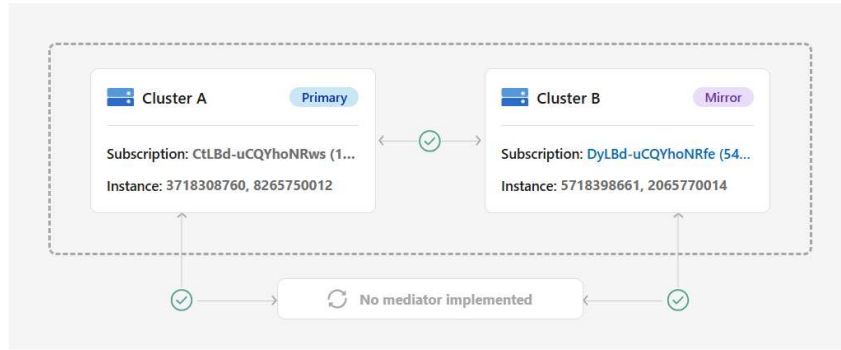 Cluster A Primary
Subscription: CtLBd-uCQYhoNRws (1...
Instance: 3718308760, 8265750012
Cluster B Mirror
Subscription: DyLBd-uCQYhoNRfe (54...
Instance: 5718398661, 2065770014
No mediator implemented